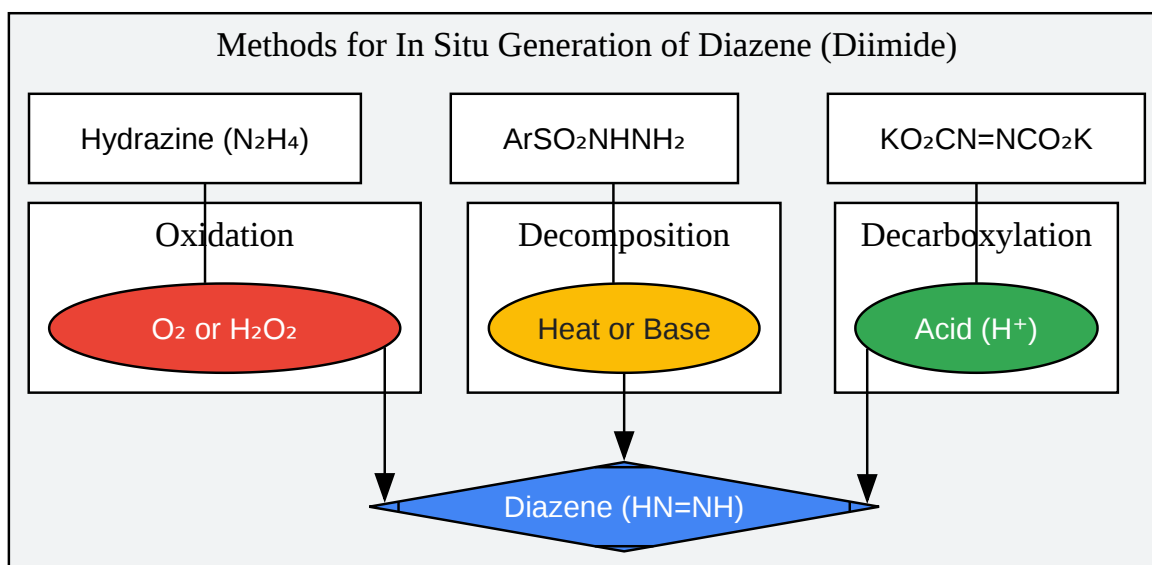 Methods for In Situ Generation of Diazene (Diimide)
Hydrazine (N₂H₄)
ArSO₂NHNH₂
KO₂CN=NCO₂K
Oxidation
Decomposition
Decarboxylation
O₂ or H₂O₂
Heat or Base
Acid (H⁺)
Diazene (HN=NH)